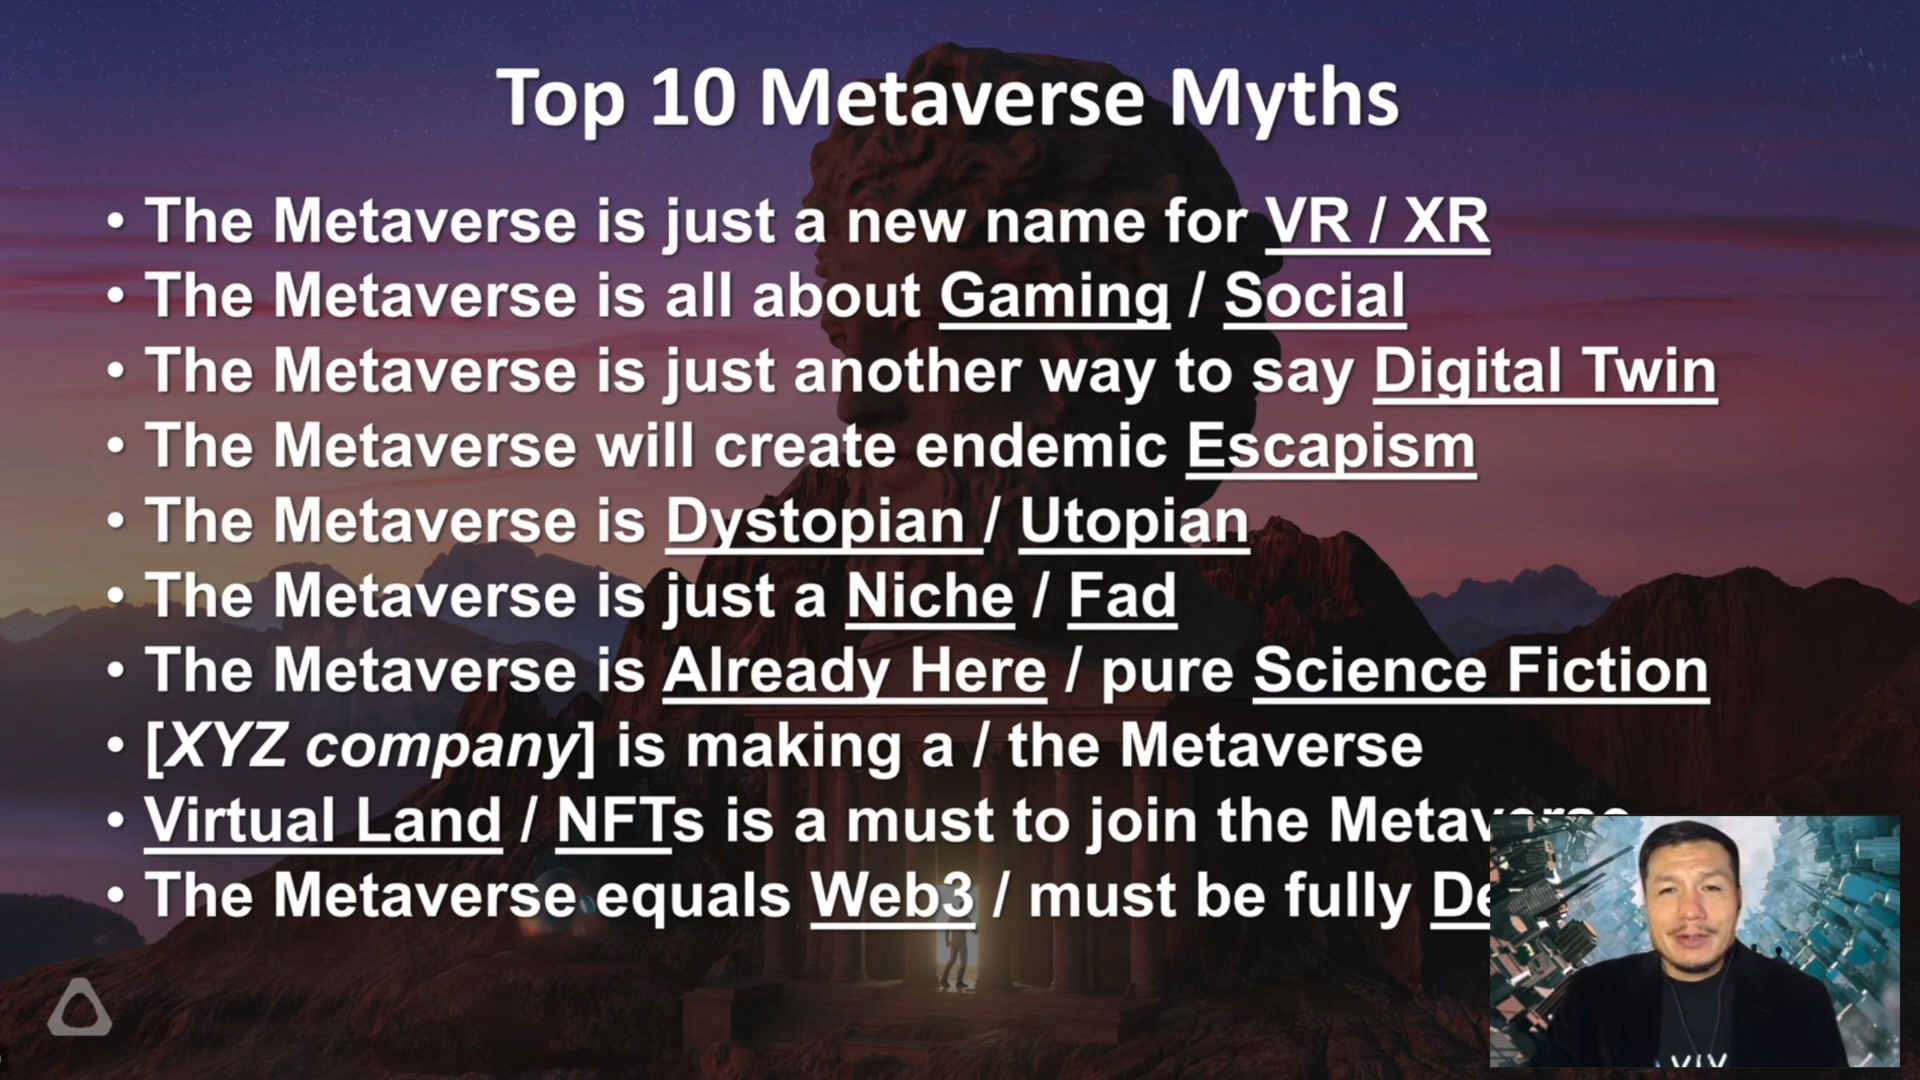 Top 10 Metaverse Myths
• The Metaverse is just a new name for VR / XR
• The Metaverse is all about Gaming / Social
• The Metaverse is just another way to say Digital Twin
• The Metaverse will create endemic Escapism
• The Metaverse is Dystopian / Utopian
• The Metaverse is just a Niche / Fad
• The Metaverse is Already Here / pure Science Fiction
• [XYZ company] is making a / the Metaverse
• Virtual Land / NFTs is a must to join the Metaverse
• The Metaverse equals Web3 / must be fully